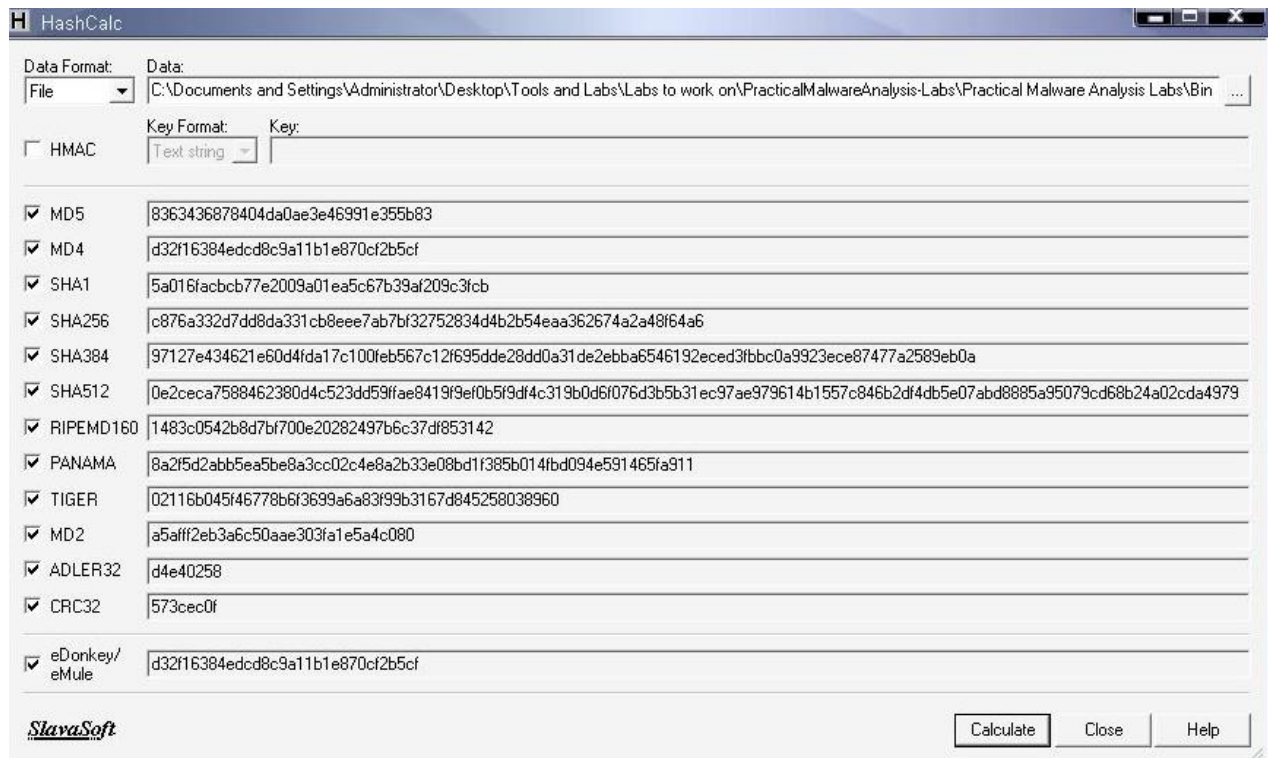 H HashCalc
Data Format: Data:
File C:\Documents and Settings\Administrator\Desktop\Tools and Labs\Labs to work on\PracticalMalwareAnalysis-Labs\Practical Malware Analysis Labs\Bin ...
Key Format: Key:
HMAC Text string
MD5 8363436878404da0ae3e46991e355b83
MD4 d32f16384edcd8c9a11b1e870cf2b5cf
SHA1 5a016facbcb77e2009a01ea5c67b39af209c3fcb
SHA256 c876a332d7dd8da331cb8eee7ab7bf32752834d4b2b54eaa362674a2a48f64a6
SHA384 97127e434621e60d4fda17c100feb567c12f695dde28dd0a31de2ebba6546192eced3fbbc0a9923ece87477a2589eb0a
SHA512 0e2ceca7588462380d4c523dd59ffae8419f9ef0b5f9df4c319b0d6f076d3b5b31ec97ae979614b1557c846b2df4db5e07abd8885a95079cd68b24a02cda4979
RIPEMD160 1483c0542b8d7bf700e20282497b6c37df853142
PANAMA 8a2f5d2abb5ea5be8a3cc02c4e8a2b33e08bd1f385b014fbd094e591465fa911
TIGER 02116b045f46778b6f3699a6a83f99b3167d845258038960
MD2 a5afff2eb3a6c50aae303fa1e5a4c080
ADLER32 d4e40258
CRC32 573cec0f
eDonkey/
eMule d32f16384edcd8c9a11b1e870cf2b5cf
SlavaSoft Calculate Close Help